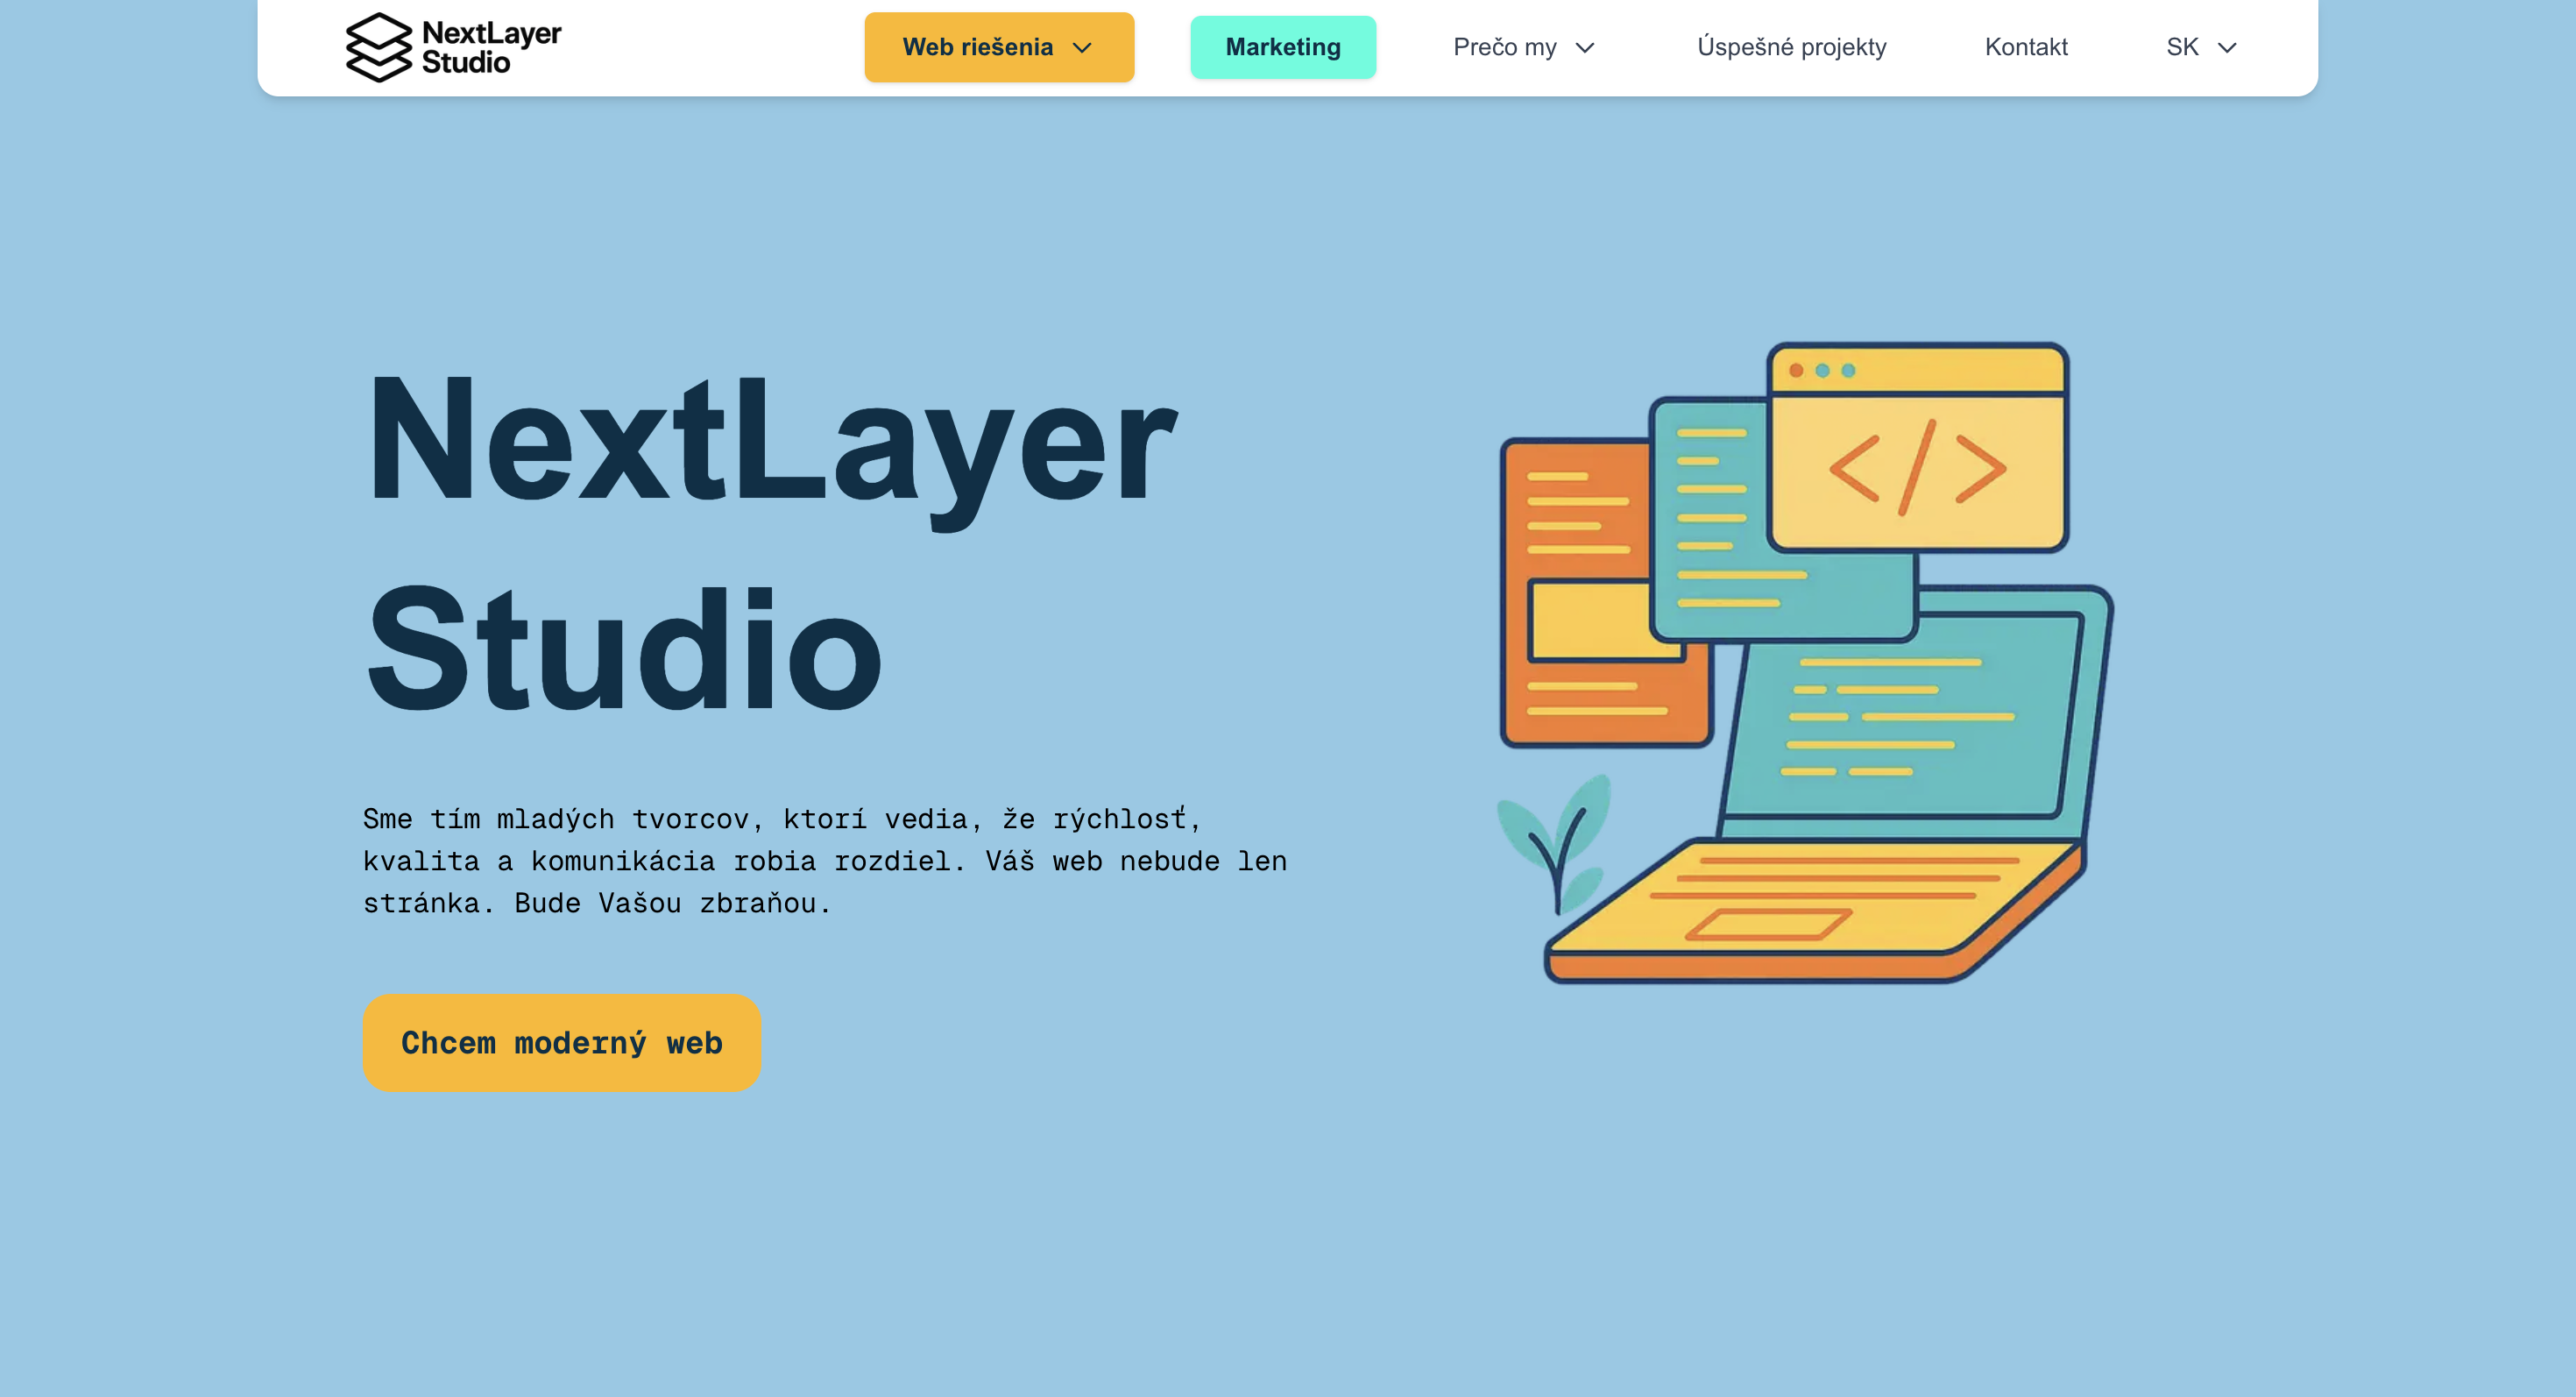 NextLayer
Studio
Web riešenia
Marketing
Prečo my
Úspešné projekty
Kontakt
SK
NextLayer
Studio
</>
Sme tím mladých tvorcov, ktorí vedia, že rýchlosť,
kvalita a komunikácia robia rozdiel. Váš web nebude len
stránka. Bude Vašou zbraňou.
Chcem moderný web